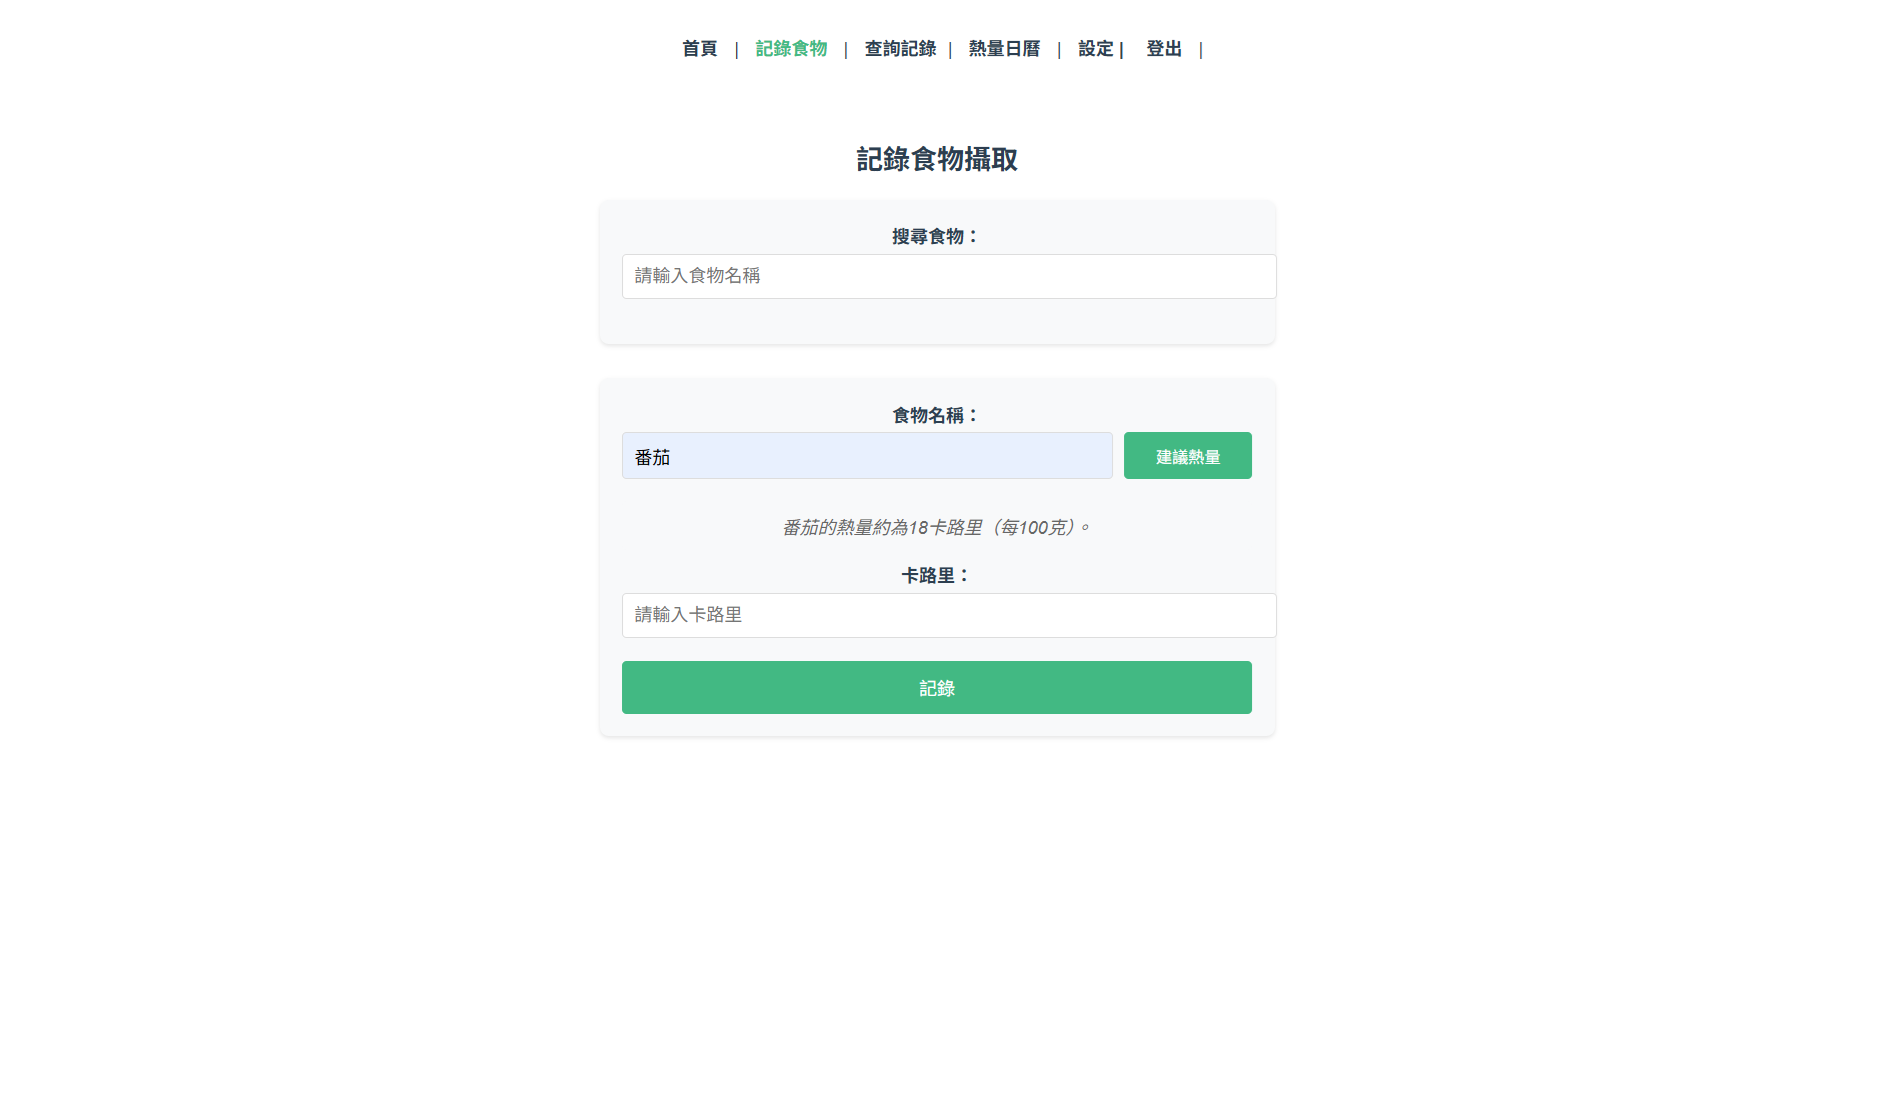 首頁 | 記錄食物 | 查詢記錄 | 熱量日曆 | 設定 | 登出 |
記錄食物攝取
搜尋食物：
請輸入食物名稱
食物名稱：
番茄 建議熱量
番茄的熱量約為18卡路里（每100克）。
卡路里：
請輸入卡路里
記錄